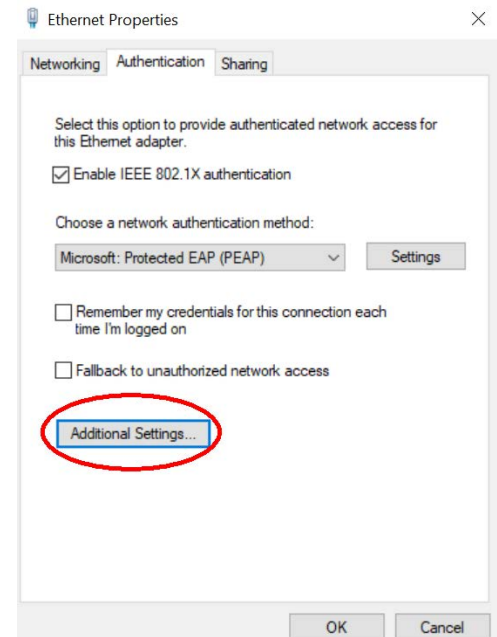 Ethernet Properties
Networking Authentication Sharing
Select this option to provide authenticated network access for
this Ethernet adapter.
Enable IEEE 802.1X authentication
Choose a network authentication method:
Microsoft: Protected EAP (PEAP) Settings
Remember my credentials for this connection each
time I'm logged on
Fallback to unauthorized network access
Additional Settings...
OK Cancel